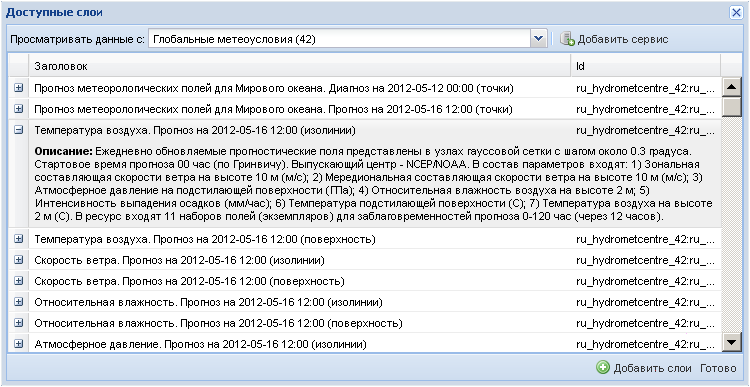 Доступные слои
Просматривать данные с: Глобальные метеоусловия (42) Добавить сервис
Заголовок Id
Прогноз метеорологических полей для Мирового океана. Диагноз на 2012-05-12 00:00 (точки) ru_hydrometcentre_42:ru_...
Прогноз метеорологических полей для Мирового океана. Прогноз на 2012-05-16 12:00 (точки) ru_hydrometcentre_42:ru_...
Температура воздуха. Прогноз на 2012-05-16 12:00 (изолинии) ru_hydrometcentre_42:ru_...
Описание: Ежедневно обновляемые прогностические поля представлены в узлах гауссовой сетки с шагом около 0.3 градуса.
Стартовое время прогноза 00 час (по Гринвичу). Выпускающий центр - NCEP/NOAA. В состав параметров входят: 1) Зональная
составляющая скорости ветра на высоте 10 м (м/с); 2) Мередиональная составляющая скорости ветра на высоте 10 м (м/с); 3)
Атмосферное давление на подстилающей поверхности (ГПа); 4) Относительная влажность воздуха на высоте 2 м; 5)
Интенсивность выпадения осадков (мм/час); 6) Температура подстилающей поверхности (С); 7) Температура воздуха на высоте
2 м (С). В ресурс входят 11 наборов полей (экземпляров) для заблаговременностей прогноза 0-120 час (через 12 часов).
Температура воздуха. Прогноз на 2012-05-16 12:00 (поверхность) ru_hydrometcentre_42:ru_...
Скорость ветра. Прогноз на 2012-05-16 12:00 (изолинии) ru_hydrometcentre_42:ru_...
Скорость ветра. Прогноз на 2012-05-16 12:00 (поверхность) ru_hydrometcentre_42:ru_...
Относительная влажность. Прогноз на 2012-05-16 12:00 (изолинии) ru_hydrometcentre_42:ru_...
Относительная влажность. Прогноз на 2012-05-16 12:00 (поверхность) ru_hydrometcentre_42:ru_...
Атмосферное давление. Прогноз на 2012-05-16 12:00 (изолинии) ru_hydrometcentre_42:ru_...
Добавить слои Готово